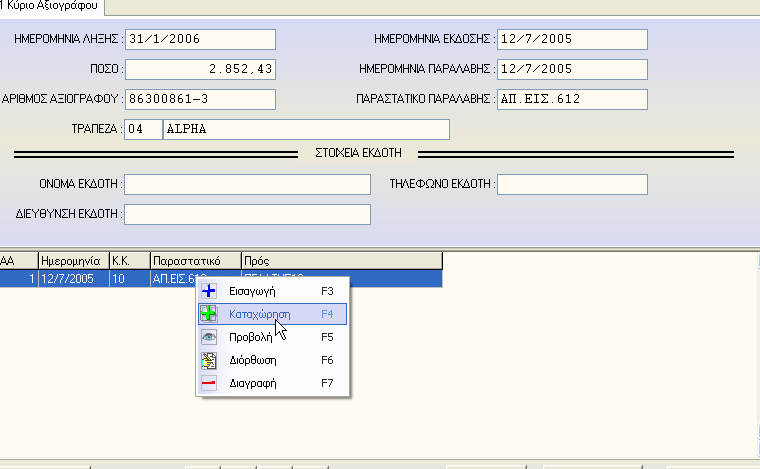 1 Κύριο Αξιογράφου
ΗΜΕΡΟΜΗΝΙΑ ΛΗΞΗΣ : 31/1/2006 ΗΜΕΡΟΜΗΝΙΑ ΕΚΔΟΣΗΣ : 12/7/2005
ΠΟΣΟ : 2.852,43 ΗΜΕΡΟΜΗΝΙΑ ΠΑΡΑΛΑΒΗΣ : 12/7/2005
ΑΡΙΘΜΟΣ ΑΞΙΟΓΡΑΦΟΥ : 86300861-3 ΠΑΡΑΣΤΑΤΙΚΟ ΠΑΡΑΛΑΒΗΣ : ΑΠ.ΕΙΣ.612
ΤΡΑΠΕΖΑ : 04 ALPHA
ΣΤΟΙΧΕΙΑ ΕΚΔΟΤΗ
ΟΝΟΜΑ ΕΚΔΟΤΗ : ΤΗΛΕΦΩΝΟ ΕΚΔΟΤΗ :
ΔΙΕΥΘΥΝΣΗ ΕΚΔΟΤΗ :
ΑΑ Ημερομηνία Κ.Κ. Παραστατικό Πρός
1 12/7/2005 10 ΑΠ.ΕΙΣ.612
Εισαγωγή F3
Καταχώρηση F4
Προβολή F5
Διόρθωση F6
Διαγραφή F7